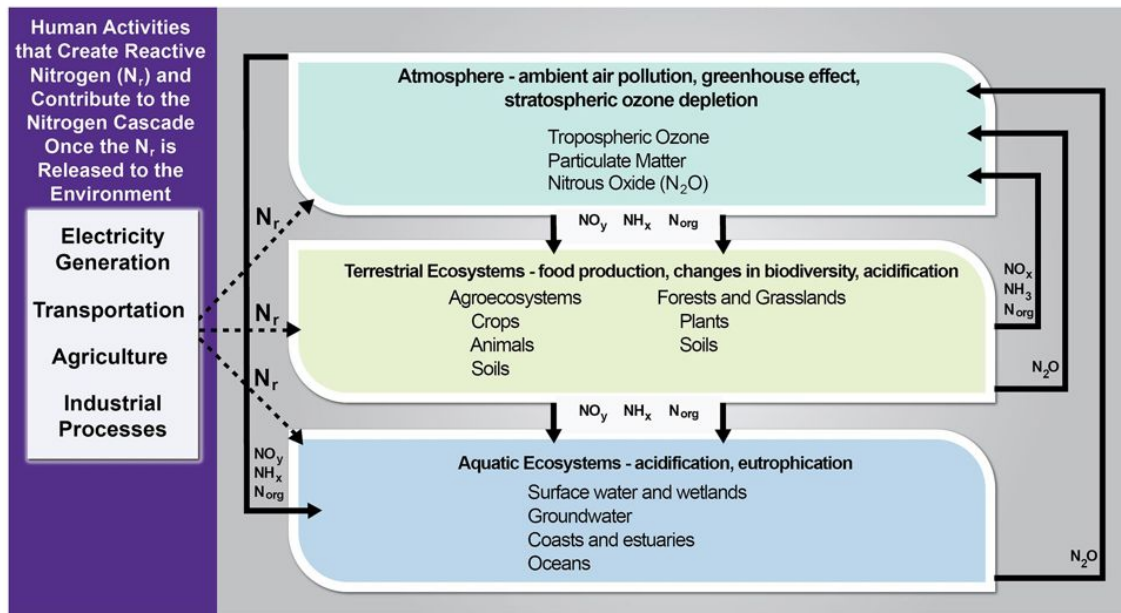 Human Activities
that Create Reactive
Nitrogen (Nᵣ) and
Contribute to the
Nitrogen Cascade
Once the Nᵣ is
Released to the
Environment
Electricity
Generation
Transportation
Agriculture
Industrial
Processes
Nᵣ
Nᵣ
Nᵣ
Atmosphere - ambient air pollution, greenhouse effect,
stratospheric ozone depletion
Tropospheric Ozone
Particulate Matter
Nitrous Oxide (N₂O)
NOy NHₓ Norg
Terrestrial Ecosystems - food production, changes in biodiversity, acidification
Agroecosystems
Crops
Animals
Soils
Forests and Grasslands
Plants
Soils
NOₓ
NH₃
Norg
N₂O
NOy NHₓ Norg
Aquatic Ecosystems - acidification, eutrophication
Surface water and wetlands
Groundwater
Coasts and estuaries
Oceans
NOy
NHₓ
Norg
N₂O